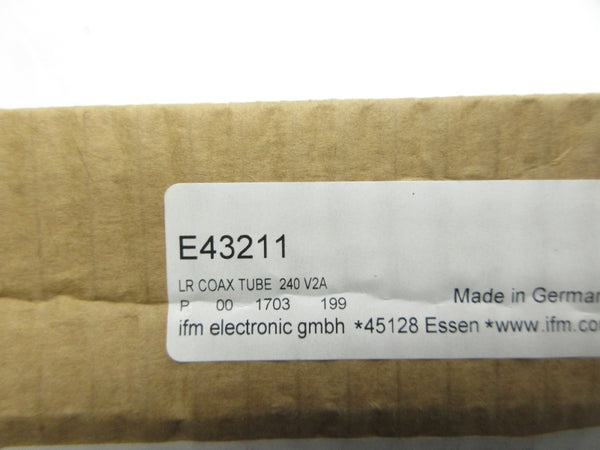 E43211
LR COAX TUBE 240 V2A
P 00 1703 199
Made in German
ifm electronic gmbh *45128 Essen *www.ifm.co